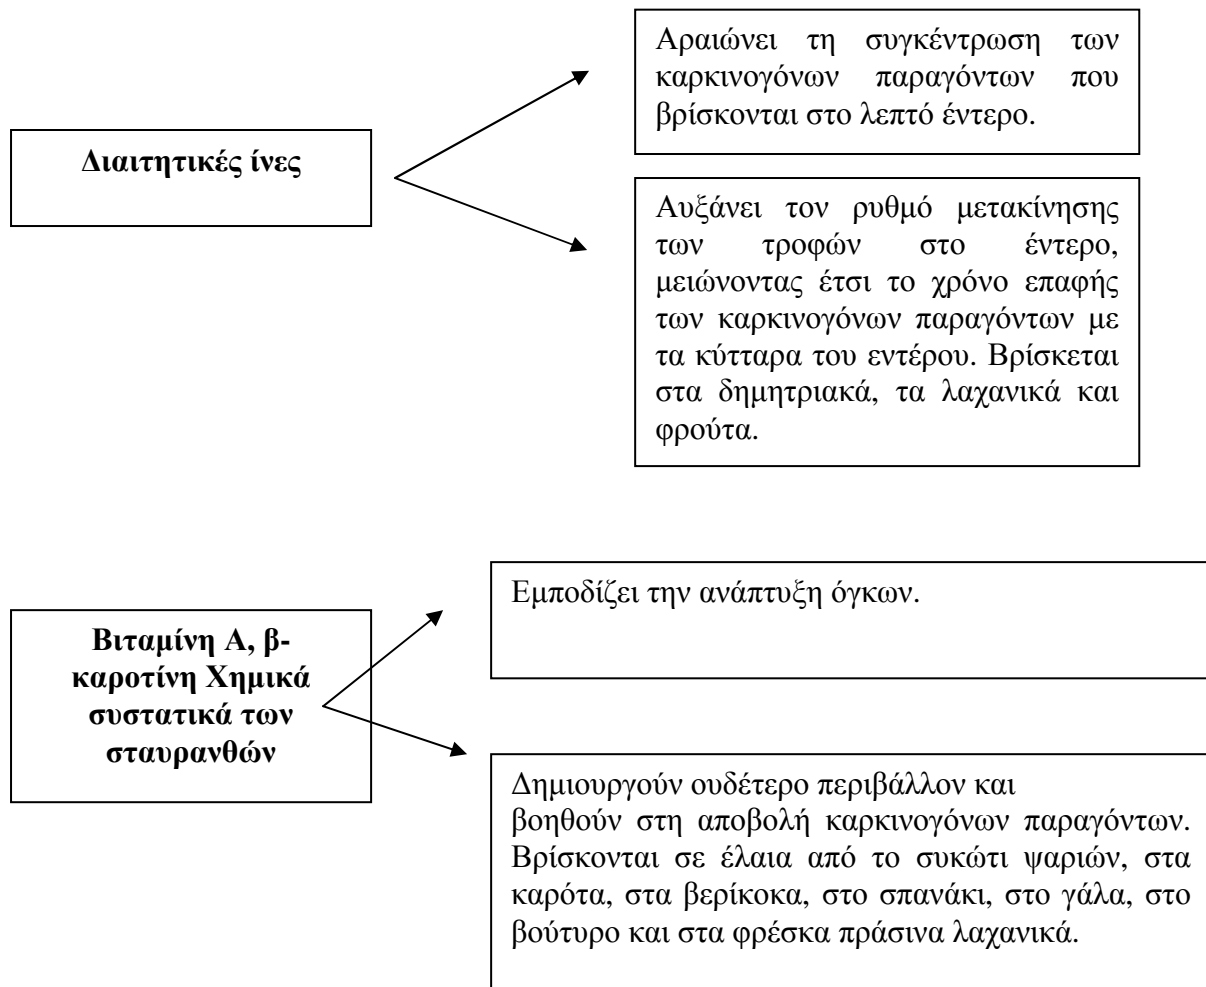 Διαιτητικές ίνες
Αραιώνει τη συγκέντρωση των
καρκινογόνων παραγόντων που
βρίσκονται στο λεπτό έντερο.
Αυξάνει τον ρυθμό μετακίνησης
των τροφών στο έντερο,
μειώνοντας έτσι το χρόνο επαφής
των καρκινογόνων παραγόντων με
τα κύτταρα του εντέρου. Βρίσκεται
στα δημητριακά, τα λαχανικά και
φρούτα.
Βιταμίνη Α, β-
καροτίνη Χημικά
συστατικά των
σταυρανθών
Εμποδίζει την ανάπτυξη όγκων.
Δημιουργούν ουδέτερο περιβάλλον και
βοηθούν στη αποβολή καρκινογόνων παραγόντων.
Βρίσκονται σε έλαια από το συκώτι ψαριών, στα
καρότα, στα βερίκοκα, στο σπανάκι, στο γάλα, στο
βούτυρο και στα φρέσκα πράσινα λαχανικά.